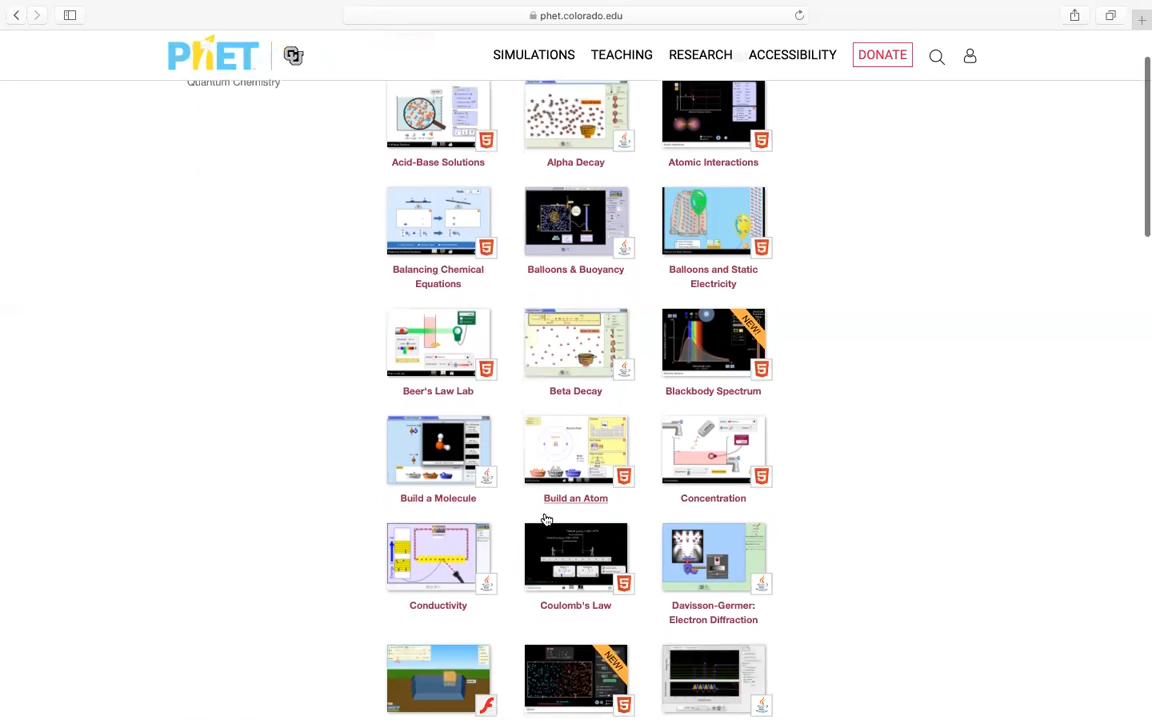 phet.colorado.edu
PhET
SIMULATIONS
TEACHING
RESEARCH
ACCESSIBILITY
DONATE
Quantum Chemistry
Acid-Base Solutions
Alpha Decay
Atomic Interactions
Balancing Chemical
Equations
Balloons & Buoyancy
Balloons and Static
Electricity
NEW!
Beer's Law Lab
Beta Decay
Blackbody Spectrum
Build a Molecule
Build an Atom
Concentration
Conductivity
Coulomb's Law
Davisson-Germer:
Electron Diffraction
NEW!